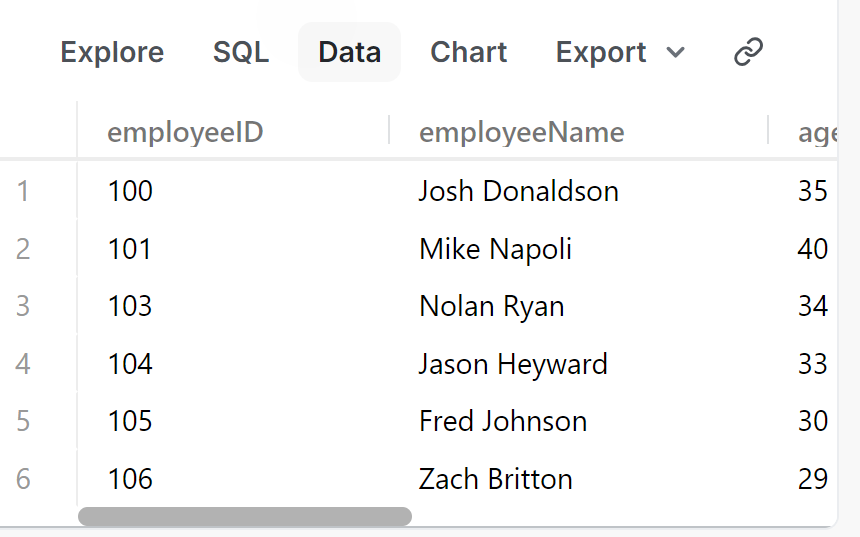 Explore SQL Data Chart Export
employeeID employeeName age
1 100 Josh Donaldson 35
2 101 Mike Napoli 40
3 103 Nolan Ryan 34
4 104 Jason Heyward 33
5 105 Fred Johnson 30
6 106 Zach Britton 29